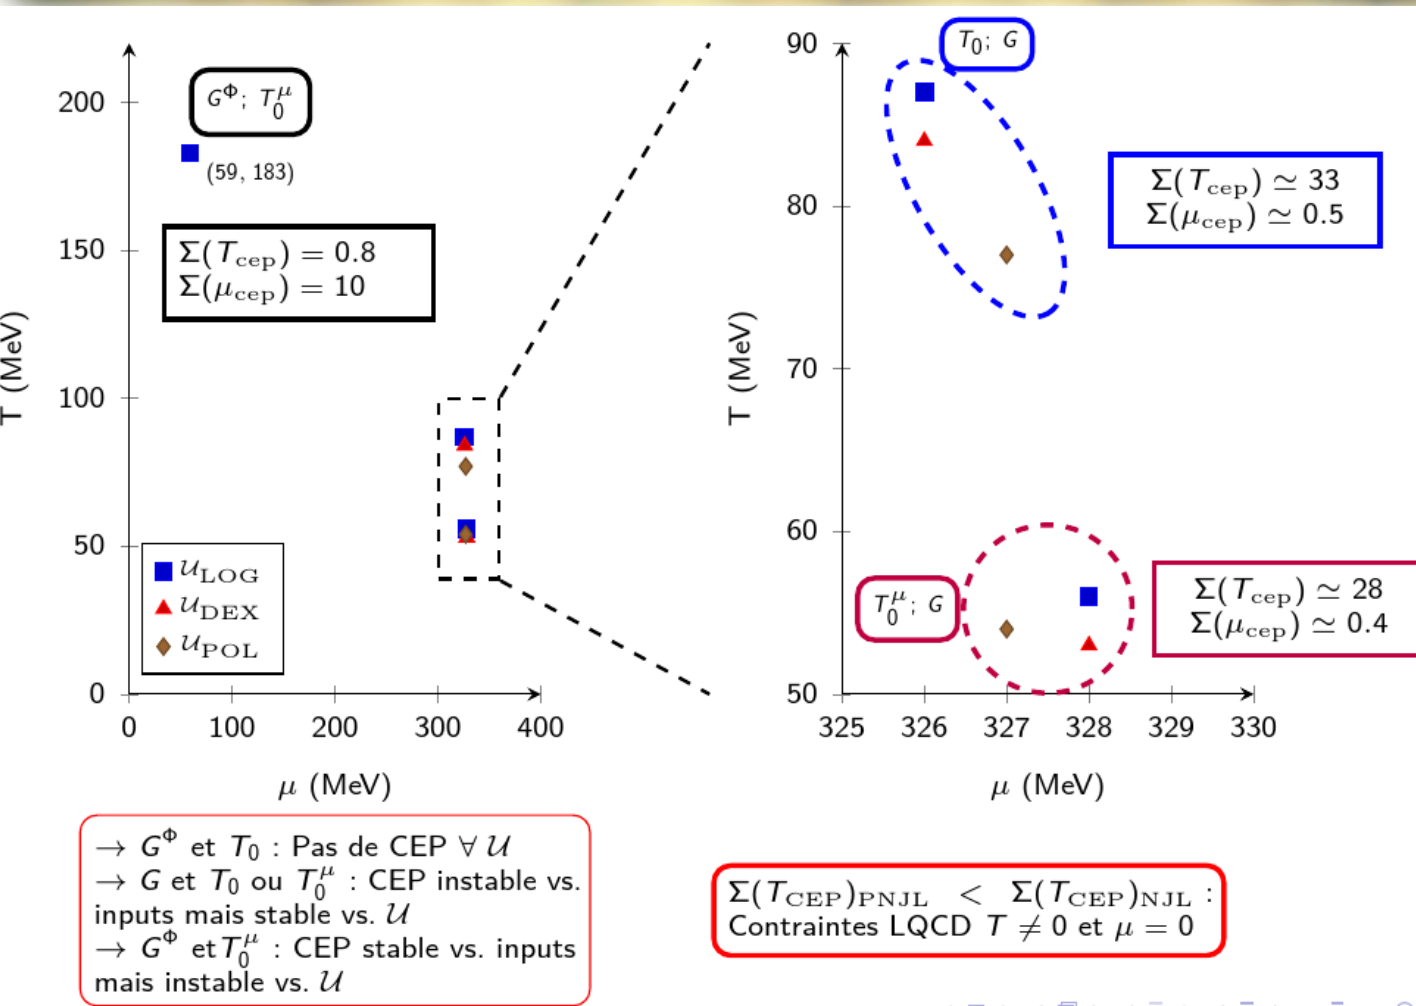 G^Φ; T_0^μ
(59, 183)
Σ(T_cep) = 0.8
Σ(μ_cep) = 10
T (MeV)
200
150
100
50
0
0 100 200 300 400
μ (MeV)
𝒰_LOG
𝒰_DEX
𝒰_POL
T_0; G
Σ(T_cep) ≃ 33
Σ(μ_cep) ≃ 0.5
T (MeV)
90
80
70
60
50
T_0^μ; G
Σ(T_cep) ≃ 28
Σ(μ_cep) ≃ 0.4
325 326 327 328 329 330
μ (MeV)
→ G^Φ et T_0 : Pas de CEP ∀ 𝒰
→ G et T_0 ou T_0^μ : CEP instable vs.
inputs mais stable vs. 𝒰
→ G^Φ et T_0^μ : CEP stable vs. inputs
mais instable vs. 𝒰
Σ(T_CEP)_PNJL < Σ(T_CEP)_NJL :
Contraintes LQCD T ≠ 0 et μ = 0